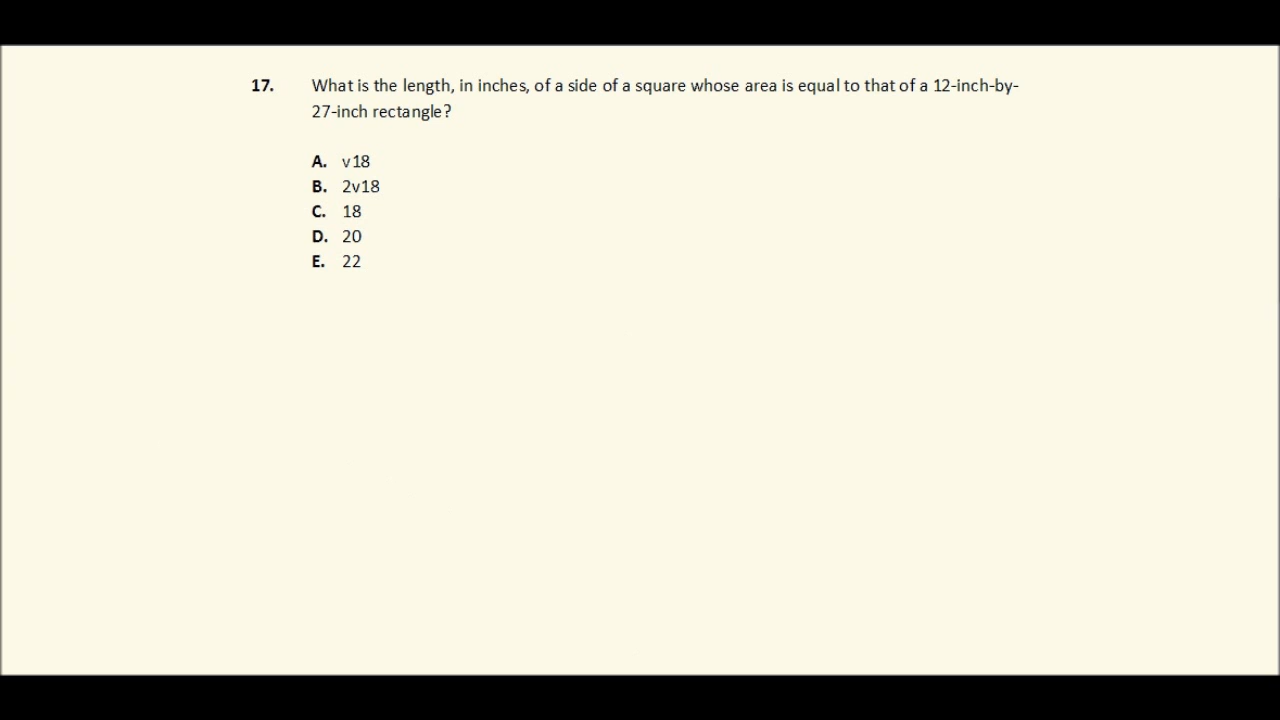 17. What is the length, in inches, of a side of a square whose area is equal to that of a 12-inch-by-
27-inch rectangle?
A. v18
B. 2v18
C. 18
D. 20
E. 22